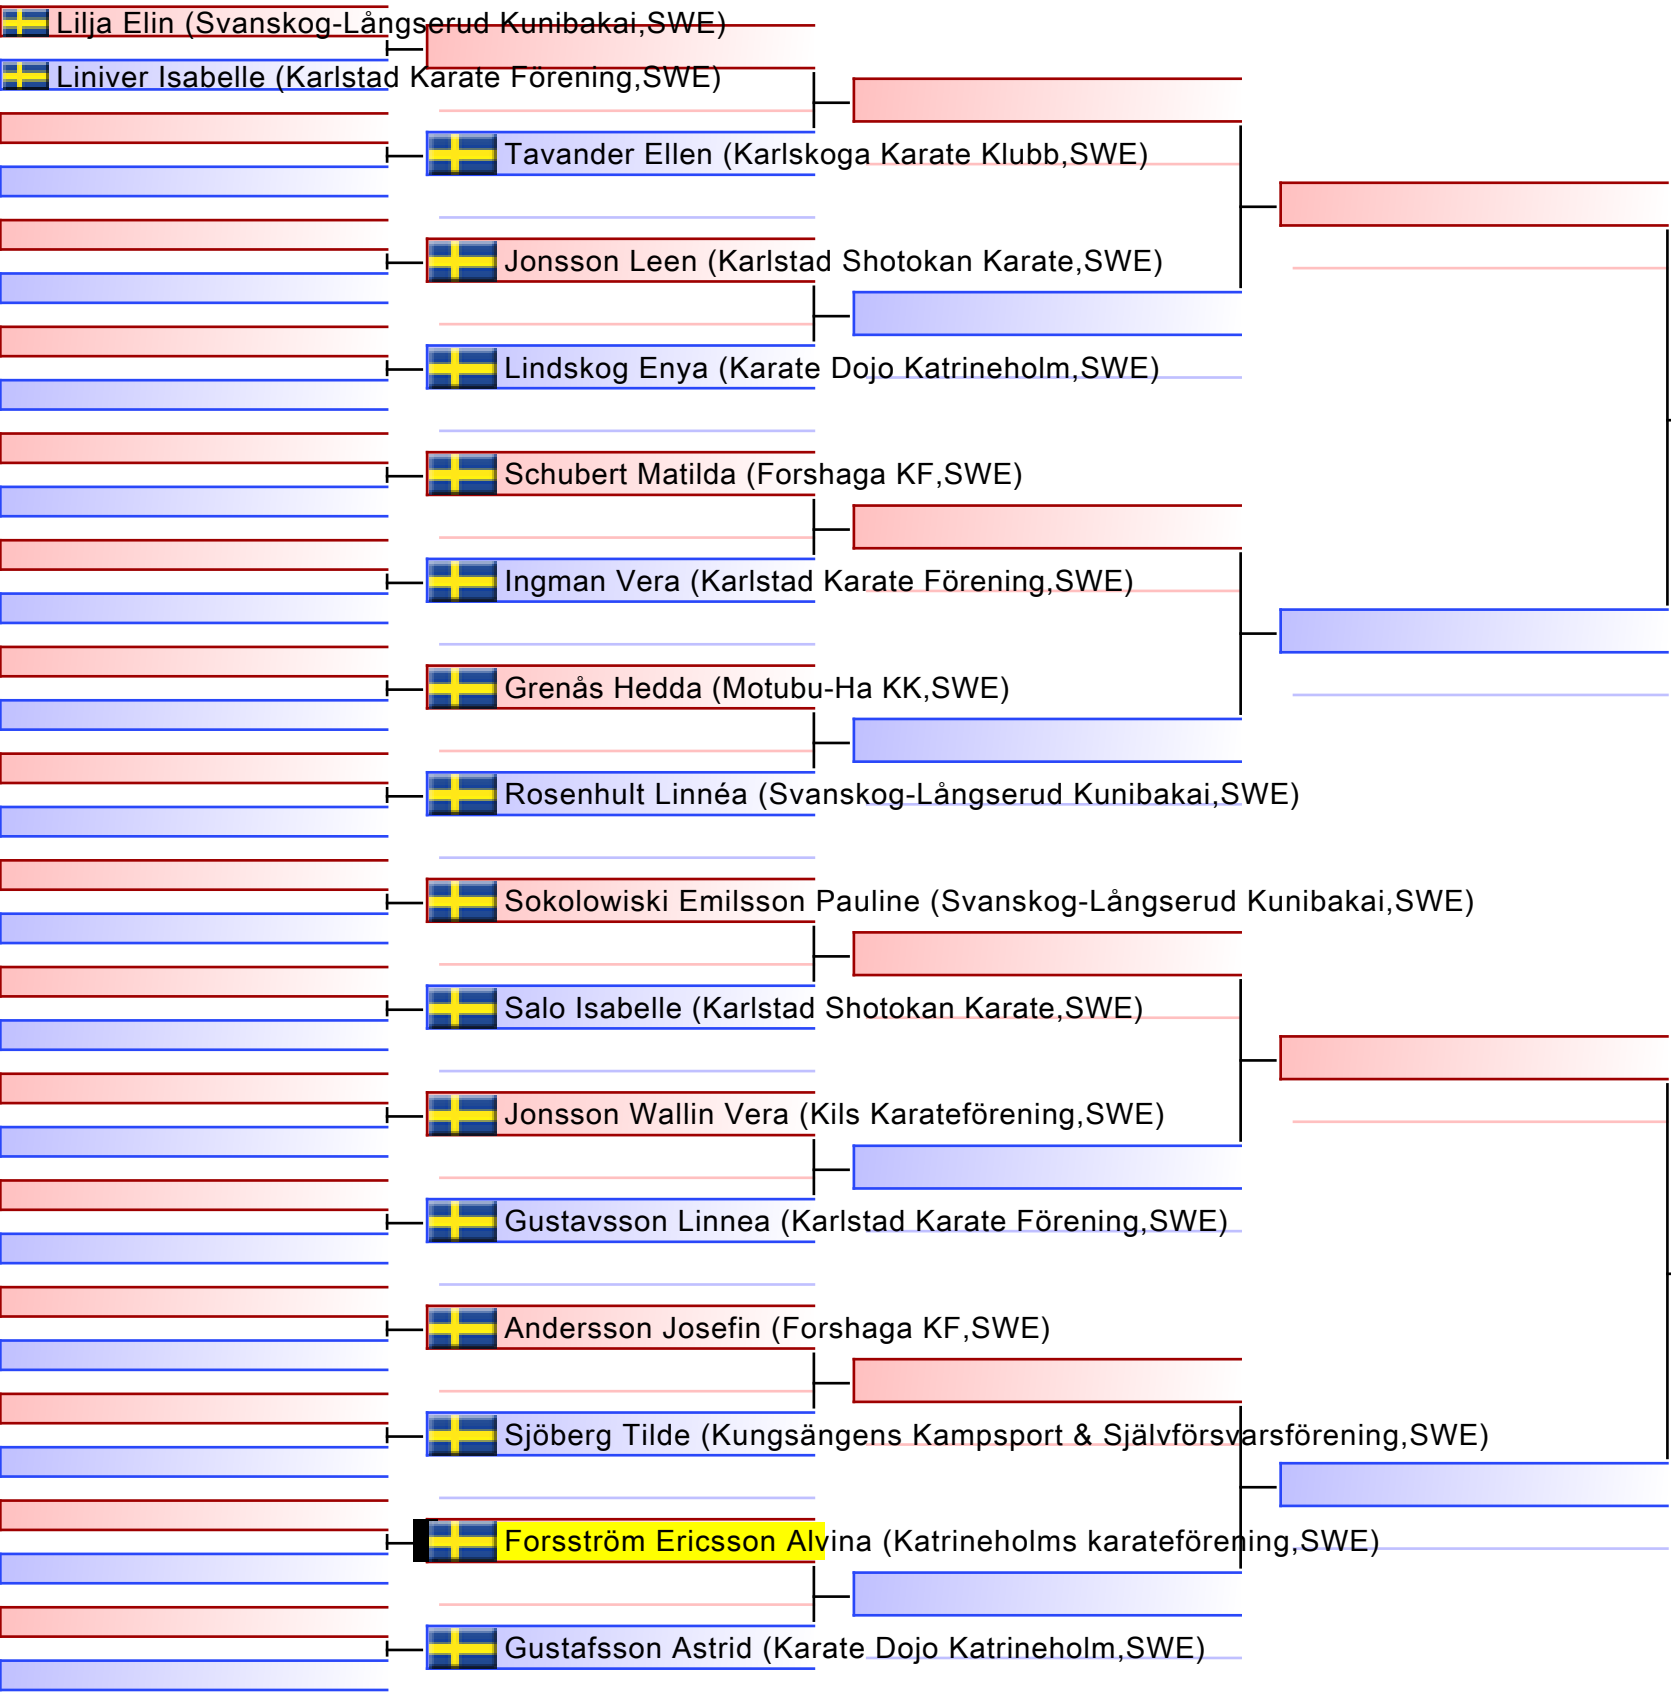 Lilja Elin (Svanskog-Långserud Kunibakai,SWE)
Liniver Isabelle (Karlstad Karate Förening,SWE)
Tavander Ellen (Karlskoga Karate Klubb,SWE)
Jonsson Leen (Karlstad Shotokan Karate,SWE)
Lindskog Enya (Karate Dojo Katrineholm,SWE)
Schubert Matilda (Forshaga KF,SWE)
Ingman Vera (Karlstad Karate Förening,SWE)
Grenås Hedda (Motubu-Ha KK,SWE)
Rosenhult Linnéa (Svanskog-Långserud Kunibakai,SWE)
Sokolowiski Emilsson Pauline (Svanskog-Långserud Kunibakai,SWE)
Salo Isabelle (Karlstad Shotokan Karate,SWE)
Jonsson Wallin Vera (Kils Karateförening,SWE)
Gustavsson Linnea (Karlstad Karate Förening,SWE)
Andersson Josefin (Forshaga KF,SWE)
Sjöberg Tilde (Kungsängens Kampsport & Självförsvarsförening,SWE)
Forsström Ericsson Alvina (Katrineholms karateförening,SWE)
Gustafsson Astrid (Karate Dojo Katrineholm,SWE)